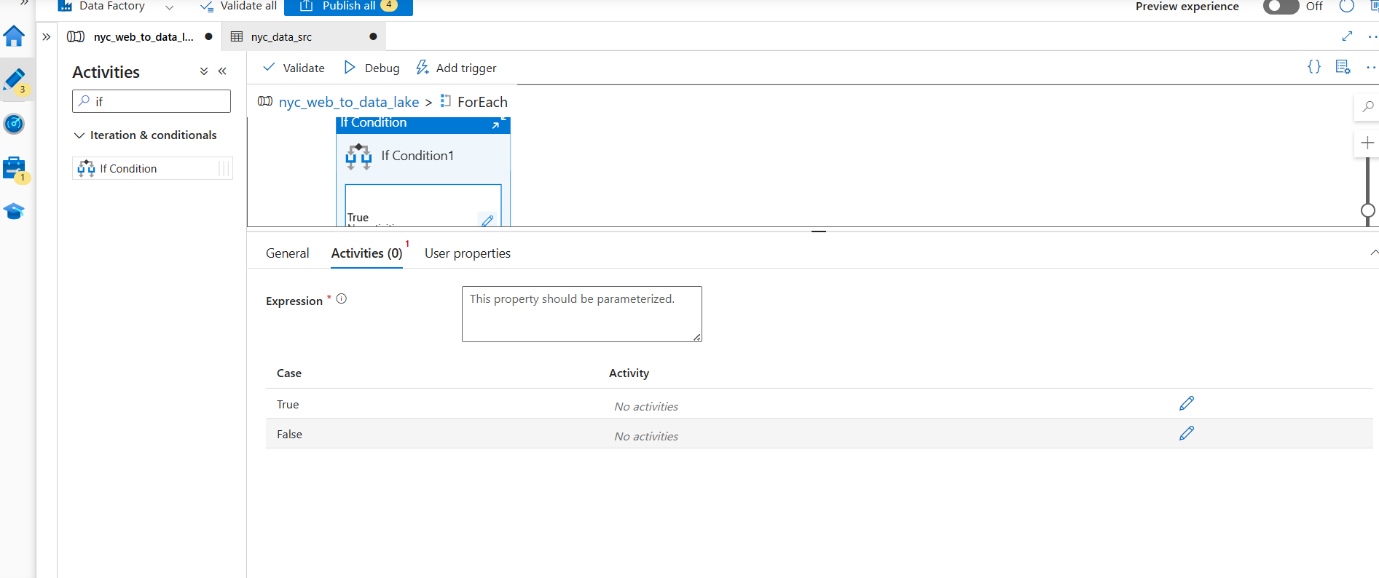 »
Data Factory
Validate all
Publish all 4
Preview experience
Off
»
nyc_web_to_data_l... ●
nyc_data_src ●
3
1
Activities
«
if
Iteration & conditionals
If Condition
Validate
Debug
Add trigger
{}
nyc_web_to_data_lake > ForEach
If Condition
If Condition1
True
General
Activities (0) 1
User properties
Expression *
This property should be parameterized.
Case Activity
True No activities
False No activities